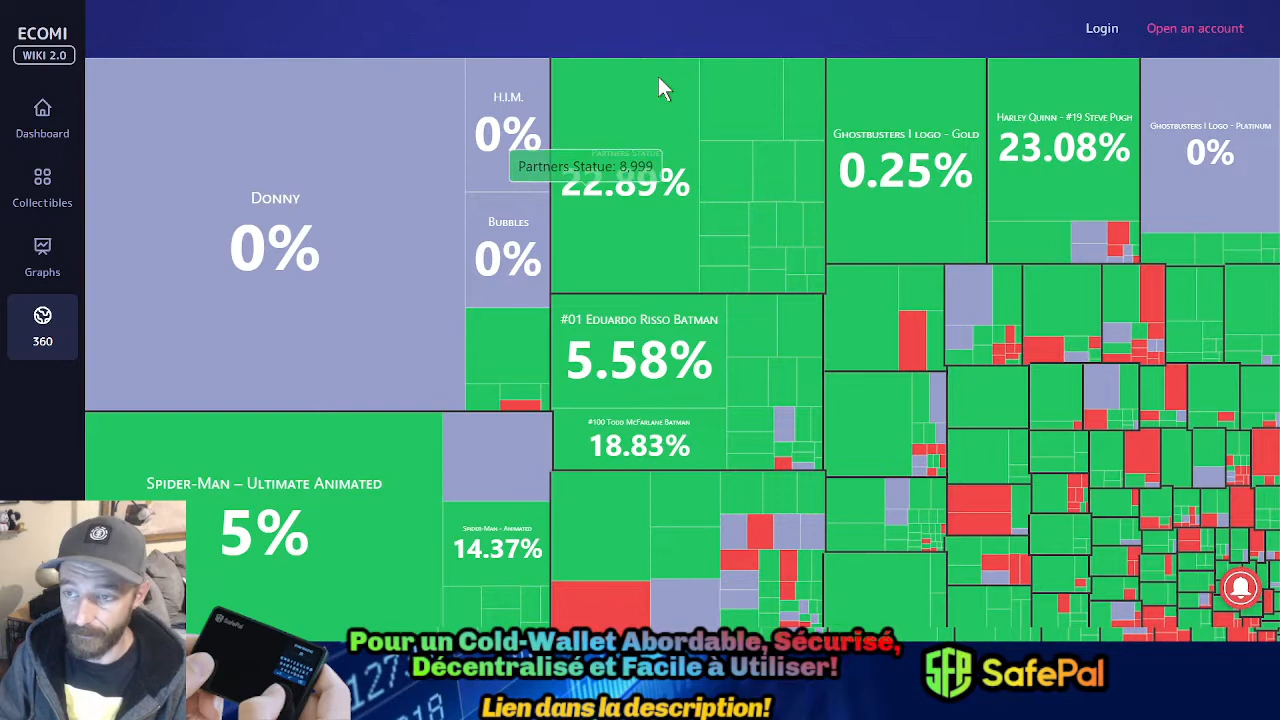 ECOMI
WIKI 2.0
Dashboard
Collectibles
Graphs
360
Login
Open an account
Donny
0%
H.I.M.
0%
Bubbles
0%
Partners Statue
22.89%
Partners Statue: 8,999
Ghostbusters I logo - Gold
0.25%
Harley Quinn - #19 Steve Pugh
23.08%
Ghostbusters I Logo - Platinum
0%
#01 Eduardo Risso Batman
5.58%
#100 Todd McFarlane Batman
18.83%
Spider-Man – Ultimate Animated
5%
Spider-Man - Animated
14.37%
SafePal
Pour un Cold-Wallet Abordable, Sécurisé,
Décentralisé et Facile à Utiliser!
Lien dans la description!
SFP
SafePal